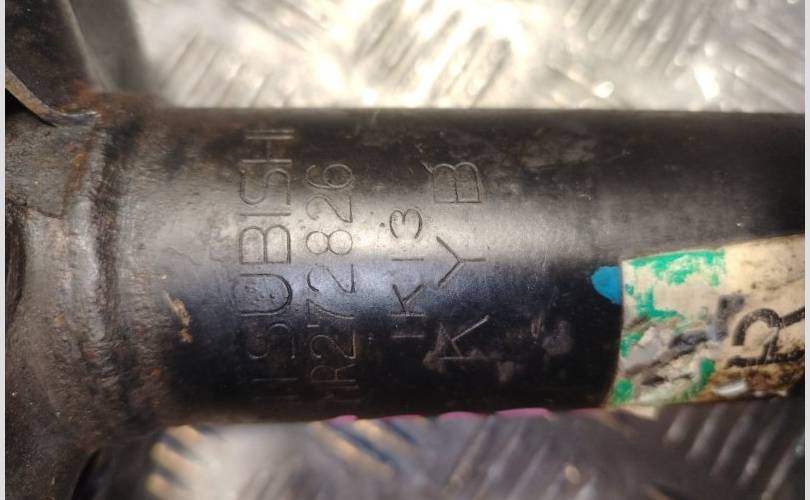 ISUBISHI
MR272826
1K13
KYB
R